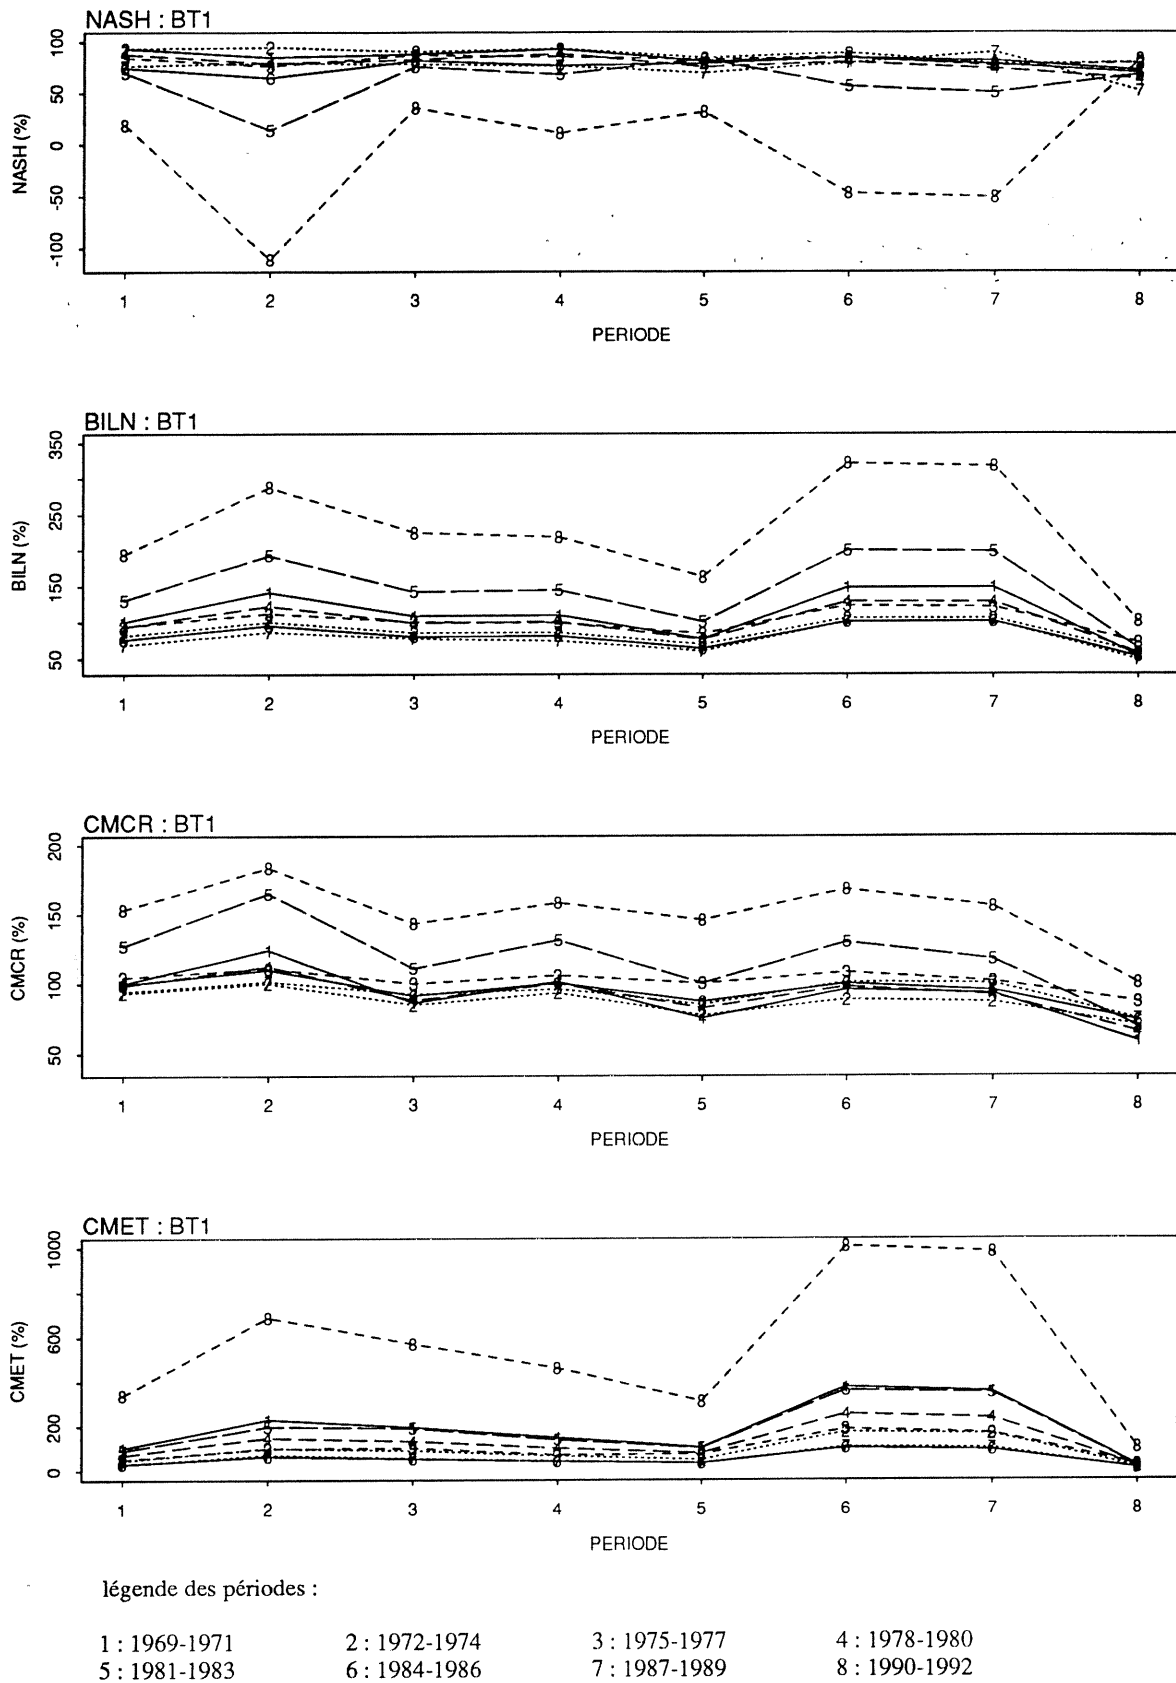 NASH : BT1
NASH (%)
100
50
0
-50
-100
1 2 3 4 5 6 7 8
PERIODE
BILN : BT1
BILN (%)
350
250
150
50
1 2 3 4 5 6 7 8
PERIODE
CMCR : BT1
CMCR (%)
200
150
100
50
1 2 3 4 5 6 7 8
PERIODE
CMET : BT1
CMET (%)
1000
600
200
0
1 2 3 4 5 6 7 8
PERIODE
légende des périodes :
1 : 1969-1971 2 : 1972-1974 3 : 1975-1977 4 : 1978-1980
5 : 1981-1983 6 : 1984-1986 7 : 1987-1989 8 : 1990-1992